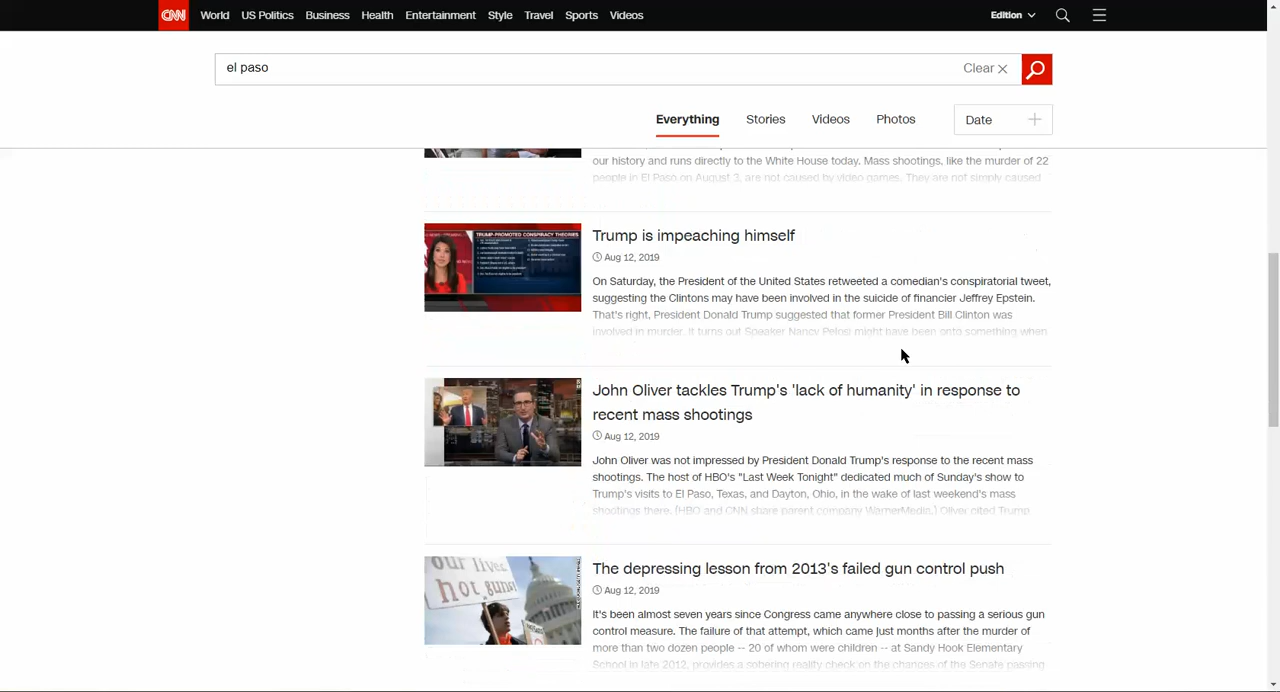 CNN World US Politics Business Health Entertainment Style Travel Sports Videos Edition
el paso Clear
Everything Stories Videos Photos Date
our history and runs directly to the White House today. Mass shootings, like the murder of 22
people in El Paso on August 3, are not caused by video games. They are not simply caused
TRUMP-PROMOTED CONSPIRACY THEORIES
Trump is impeaching himself
Aug 12, 2019
On Saturday, the President of the United States retweeted a comedian's conspiratorial tweet,
suggesting the Clintons may have been involved in the suicide of financier Jeffrey Epstein.
That's right, President Donald Trump suggested that former President Bill Clinton was
involved in murder. It turns out Speaker Nancy Pelosi might have been onto something when
John Oliver tackles Trump's 'lack of humanity' in response to
recent mass shootings
Aug 12, 2019
John Oliver was not impressed by President Donald Trump's response to the recent mass
shootings. The host of HBO's "Last Week Tonight" dedicated much of Sunday's show to
Trump's visits to El Paso, Texas, and Dayton, Ohio, in the wake of last weekend's mass
shootings there. (HBO and CNN share parent company WarnerMedia.) Oliver cited Trump
our lives
not guns!
The depressing lesson from 2013's failed gun control push
Aug 12, 2019
It's been almost seven years since Congress came anywhere close to passing a serious gun
control measure. The failure of that attempt, which came just months after the murder of
more than two dozen people -- 20 of whom were children -- at Sandy Hook Elementary
School in late 2012, provides a sobering reality check on the changes of the Senate passing